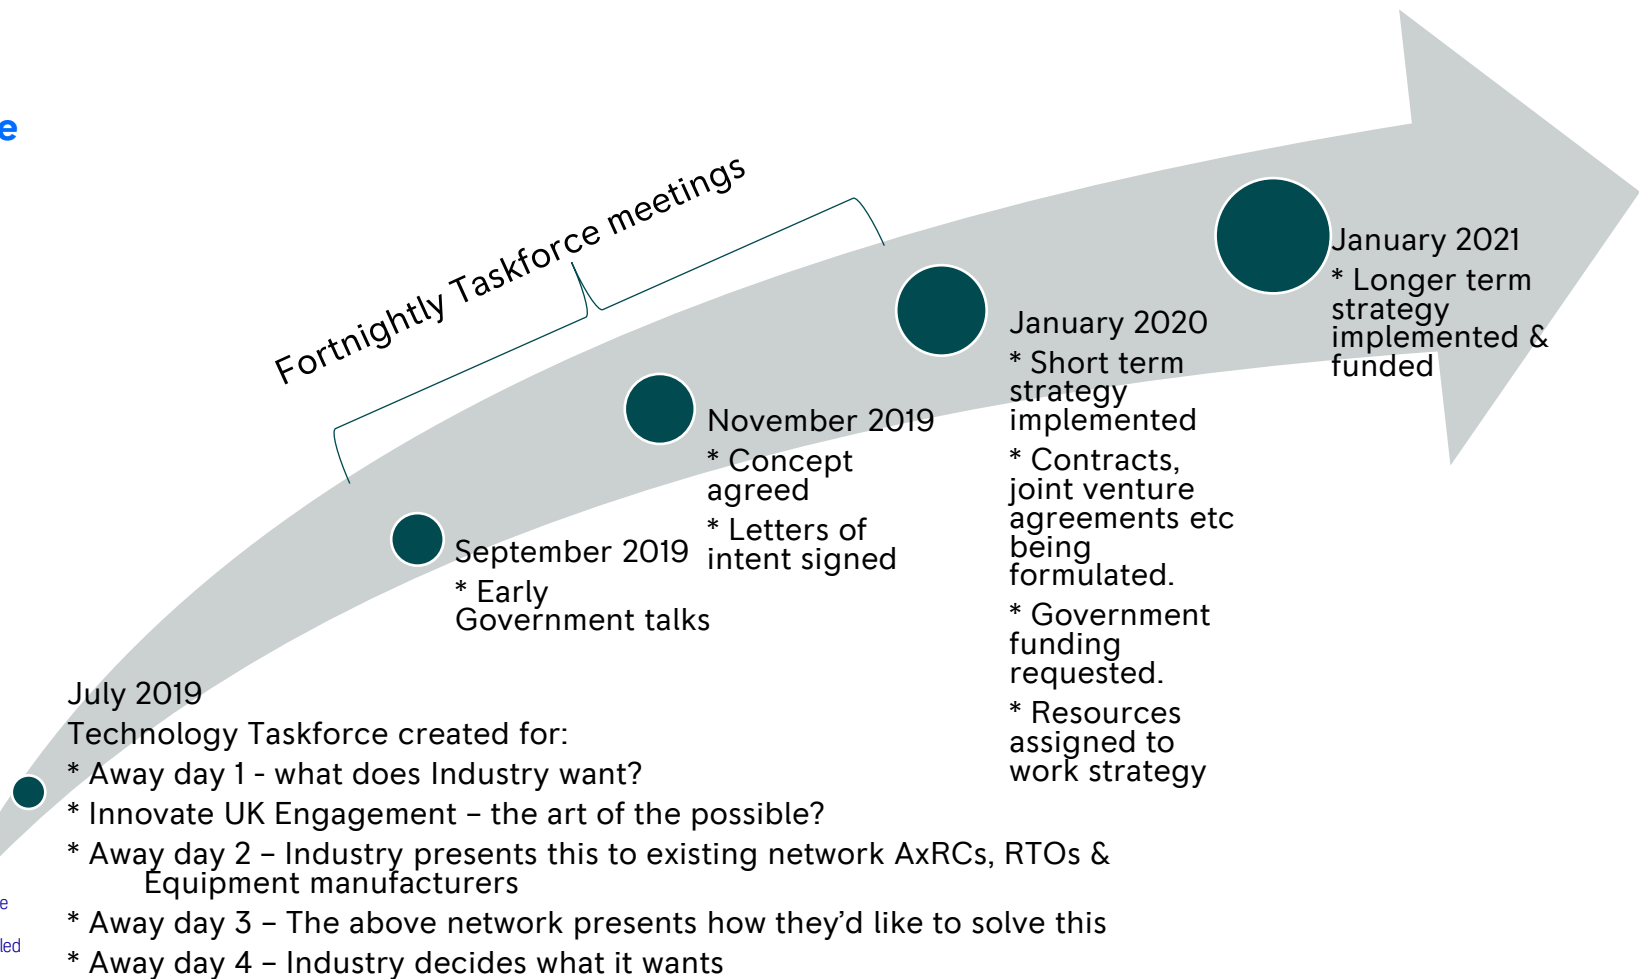 e
Fortnightly Taskforce meetings
January 2021
* Longer term
strategy
implemented &
funded
January 2020
* Short term
strategy
implemented
* Contracts,
joint venture
agreements etc
being
formulated.
* Government
funding
requested.
* Resources
assigned to
work strategy
November 2019
* Concept
agreed
* Letters of
intent signed
September 2019
* Early
Government talks
July 2019
Technology Taskforce created for:
* Away day 1 - what does Industry want?
* Innovate UK Engagement – the art of the possible?
* Away day 2 – Industry presents this to existing network AxRCs, RTOs &
Equipment manufacturers
* Away day 3 – The above network presents how they'd like to solve this
* Away day 4 – Industry decides what it wants
e
led